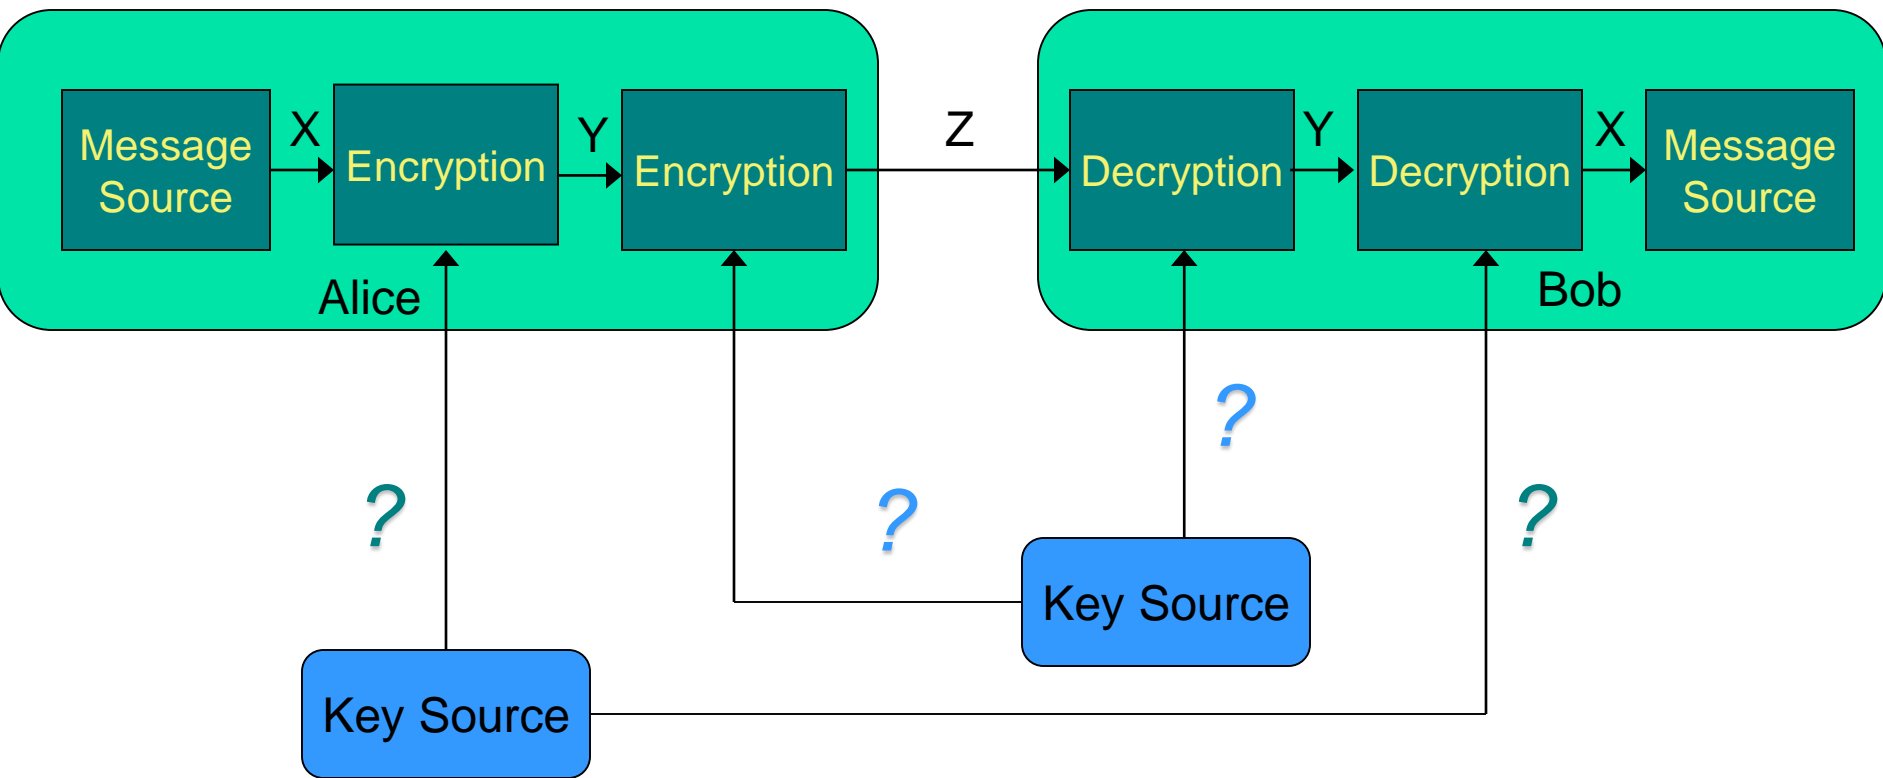 Message
Source
X
Encryption
Y
Encryption
Z
Decryption
Y
Decryption
X
Message
Source
Alice
Bob
?
?
?
?
Key Source
Key Source